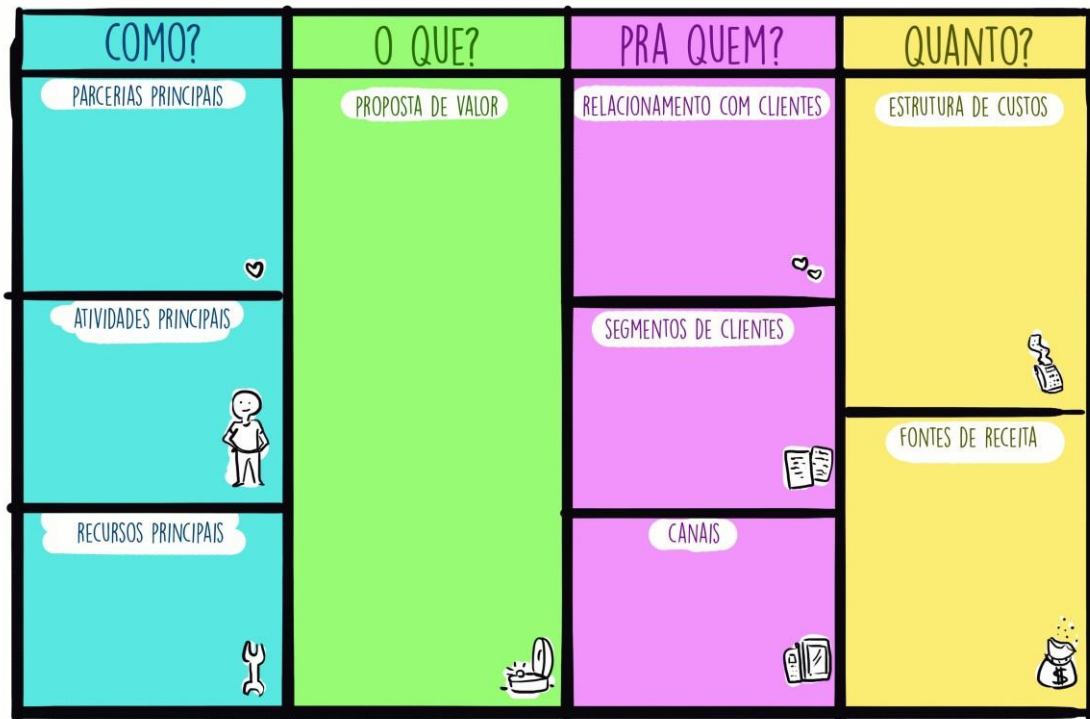 COMO?
PARCERIAS PRINCIPAIS
ATIVIDADES PRINCIPAIS
RECURSOS PRINCIPAIS
O QUE?
PROPOSTA DE VALOR
PRA QUEM?
RELACIONAMENTO COM CLIENTES
SEGMENTOS DE CLIENTES
CANAIS
QUANTO?
ESTRUTURA DE CUSTOS
FONTES DE RECEITA
$